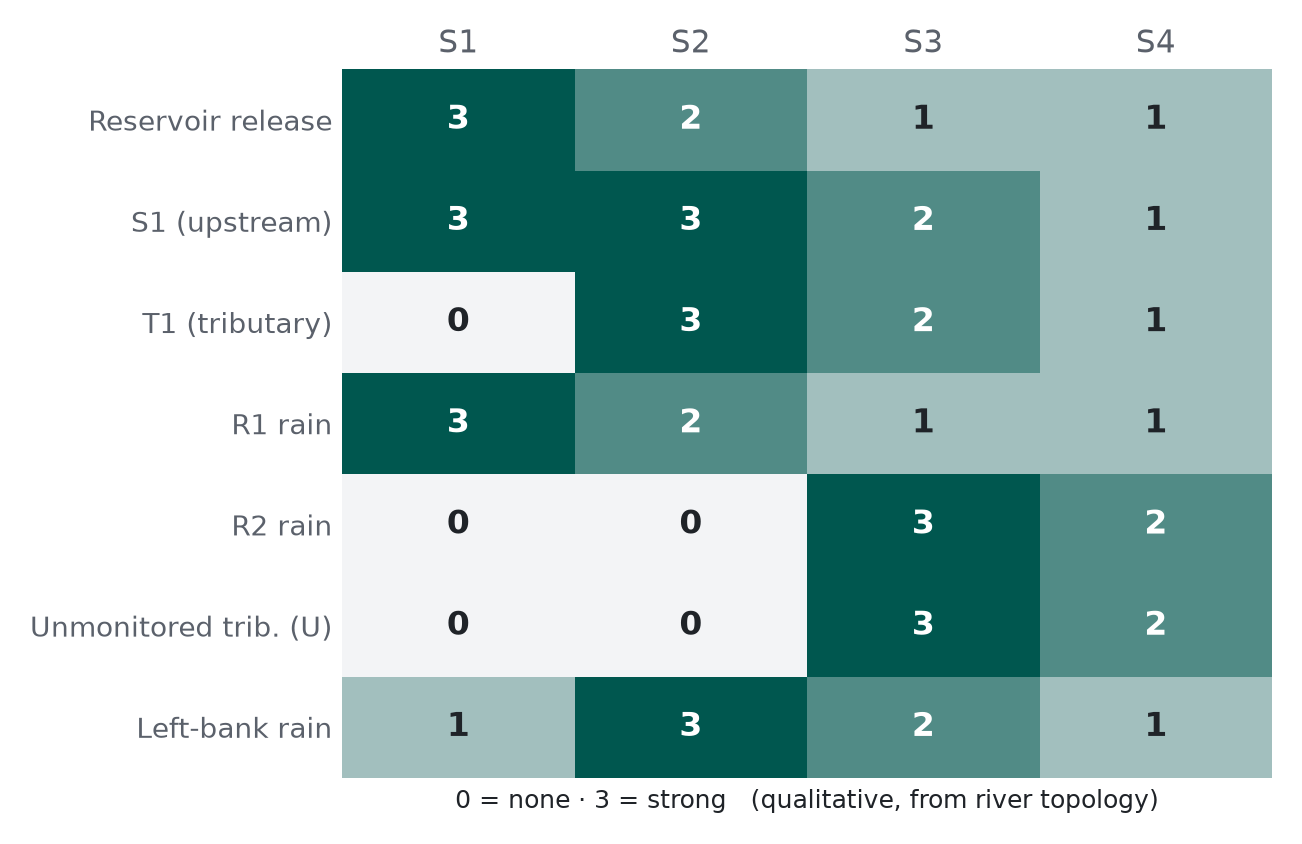 S1 S2 S3 S4
Reservoir release 3 2 1 1
S1 (upstream) 3 3 2 1
T1 (tributary) 0 3 2 1
R1 rain 3 2 1 1
R2 rain 0 0 3 2
Unmonitored trib. (U) 0 0 3 2
Left-bank rain 1 3 2 1
0 = none · 3 = strong (qualitative, from river topology)